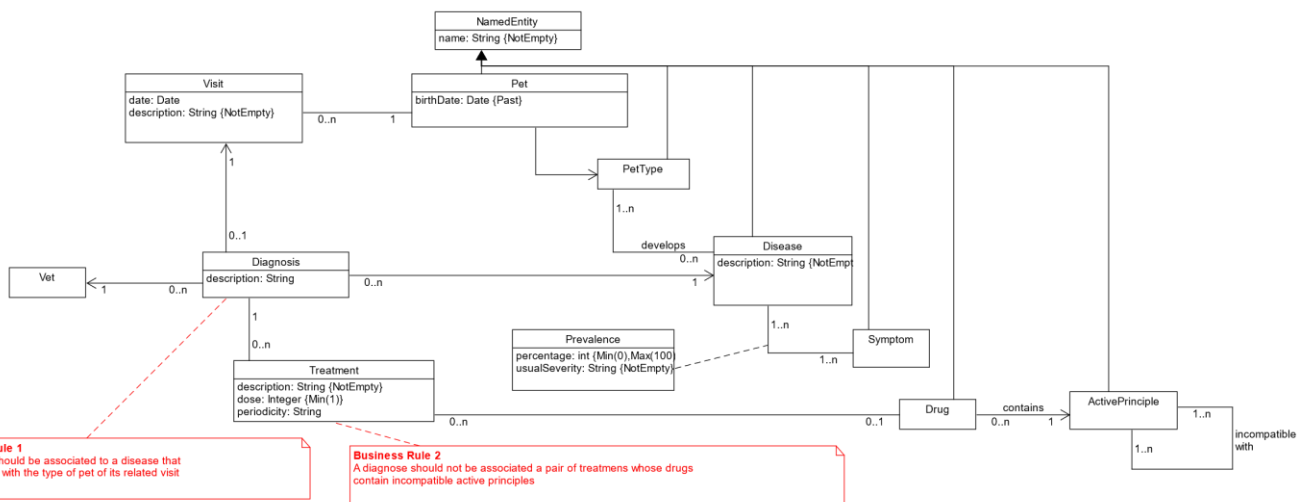 NamedEntity
name: String {NotEmpty}
Visit
date: Date
description: String {NotEmpty}
0..n
1
Pet
birthDate: Date {Past}
PetType
1
0..1
1..n
develops
0..n
Disease
description: String {NotEmpt
Vet
1
0..n
Diagnosis
description: String
0..n
1
1
0..n
Prevalence
percentage: int {Min(0),Max(100)
usualSeverity: String {NotEmpty}
1..n
1..n
Symptom
Treatment
description: String {NotEmpty}
dose: Integer {Min(1)}
periodicity: String
0..n
0..1
Drug
contains
0..n
1
ActivePrinciple
1..n
1..n
incompatible
with
ule 1
hould be associated to a disease that
with the type of pet of its related visit
Business Rule 2
A diagnose should not be associated a pair of treatmens whose drugs
contain incompatible active principles